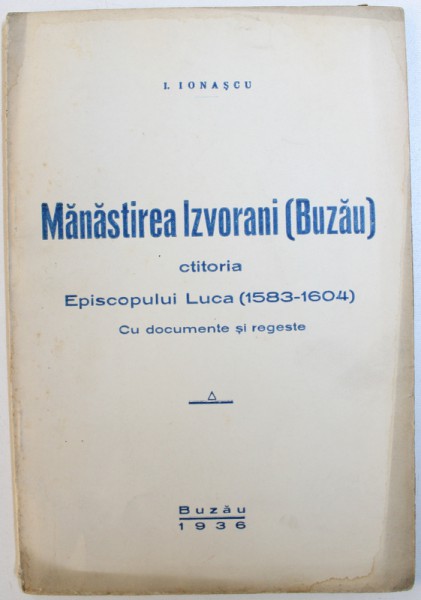 I. IONAŞCU
Mănăstirea Izvorani (Buzău)
ctitoria
Episcopului Luca (1583-1604)
Cu documente şi regeste
Buzău
1936